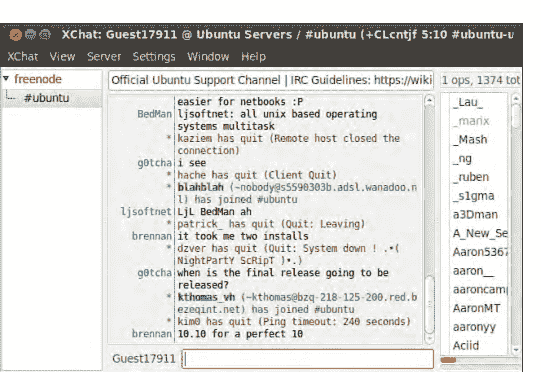 XChat: Guest17911 @ Ubuntu Servers / #ubuntu (+CLcntjf 5:10 #ubuntu-u
XChat View Server Settings Window Help
freenode
#ubuntu
Official Ubuntu Support Channel | IRC Guidelines: https://wiki
1 ops, 1374 tot
easier for netbooks :P
BedMan ljsoftnet: all unix based operating
systems multitask
* kaziem has quit (Remote host closed the
connection)
g0tcha i see
* hache has quit (Client Quit)
* blahblah (~nobody@s5590303b.adsl.wanadoo.n
l) has joined #ubuntu
ljsoftnet LjL BedMan ah
* patrick_ has quit (Quit: Leaving)
brennan it took me two installs
* dzver has quit (Quit: System down ! .•(
NightPartY ScRipT )•.)
g0tcha when is the final release going to be
released?
* kthomas_vh (~kthomas@bzq-218-125-200.red.b
ezeqint.net) has joined #ubuntu
* kim0 has quit (Ping timeout: 240 seconds)
brennan 10.10 for a perfect 10
Guest17911
_Lau_
_marix
_Mash
_ng
_ruben
_s1gma
a3Dman
A_New_Se
Aaron5367
aaron__
aaroncam
AaronMT
aaronyy
Aciid